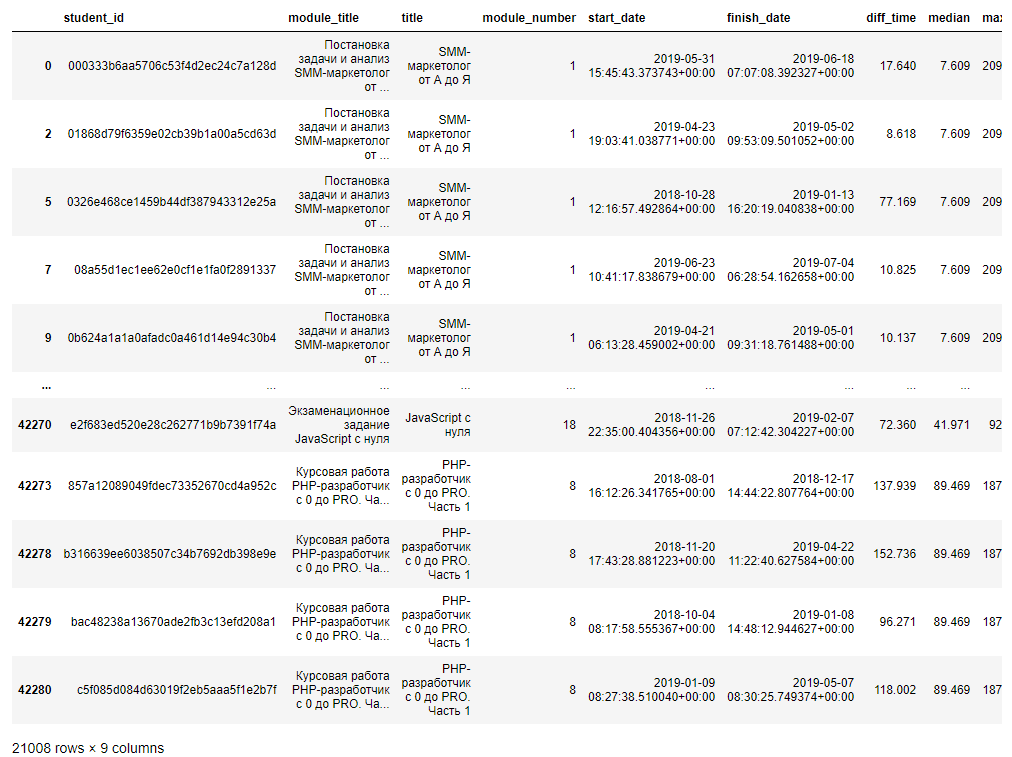 student_id module_title title module_number start_date finish_date diff_time median
0 000333b6aa5706c53f4d2ec24c7a128d Постановка задачи и анализ SMM-маркетолог от ... SMM-маркетолог от А до Я 1 2019-05-31 15:45:43.373743+00:00 2019-06-18 07:07:08.392327+00:00 17.640 7.609 209
2 01868d79f6359e02cb39b1a00a5cd63d Постановка задачи и анализ SMM-маркетолог от ... SMM-маркетолог от А до Я 1 2019-04-23 19:03:41.038771+00:00 2019-05-02 09:53:09.501052+00:00 8.618 7.609 209
5 0326e468ce1459b44df387943312e25a Постановка задачи и анализ SMM-маркетолог от ... SMM-маркетолог от А до Я 1 2018-10-28 12:16:57.492864+00:00 2019-01-13 16:20:19.040838+00:00 77.169 7.609 209
7 08a55d1ec1ee62e0cf1e1fa0f2891337 Постановка задачи и анализ SMM-маркетолог от ... SMM-маркетолог от А до Я 1 2019-06-23 10:41:17.838679+00:00 2019-07-04 06:28:54.162658+00:00 10.825 7.609 209
9 0b624a1a1a0afadc0a461d14e94c30b4 Постановка задачи и анализ SMM-маркетолог от ... SMM-маркетолог от А до Я 1 2019-04-21 06:13:28.459002+00:00 2019-05-01 09:31:18.761488+00:00 10.137 7.609 209
... ... ... ... ... ... ... ... ...
42270 e2f683ed520e28c262771b9b7391f74a Экзаменационное задание JavaScript с нуля JavaScript с нуля 18 2018-11-26 22:35:00.404356+00:00 2019-02-07 07:12:42.304227+00:00 72.360 41.971 92
42273 857a12089049fdec73352670cd4a952c Курсовая работа PHP-разработчик с 0 до PRO. Ча... PHP-разработчик с 0 до PRO. Часть 1 8 2018-08-01 16:12:26.341765+00:00 2018-12-17 14:44:22.807764+00:00 137.939 89.469 187
42278 b316639ee6038507c34b7692db398e9e Курсовая работа PHP-разработчик с 0 до PRO. Ча... PHP-разработчик с 0 до PRO. Часть 1 8 2018-11-20 17:43:28.881223+00:00 2019-04-22 11:22:40.627584+00:00 152.736 89.469 187
42279 bac48238a13670ade2fb3c13efd208a1 Курсовая работа PHP-разработчик с 0 до PRO. Ча... PHP-разработчик с 0 до PRO. Часть 1 8 2018-10-04 08:17:58.555367+00:00 2019-01-08 14:48:12.944627+00:00 96.271 89.469 187
42280 c5f085d084d63019f2eb5aaa5f1e2b7f Курсовая работа PHP-разработчик с 0 до PRO. Ча... PHP-разработчик с 0 до PRO. Часть 1 8 2019-01-09 08:27:38.510040+00:00 2019-05-07 08:30:25.749374+00:00 118.002 89.469 187
21008 rows × 9 columns